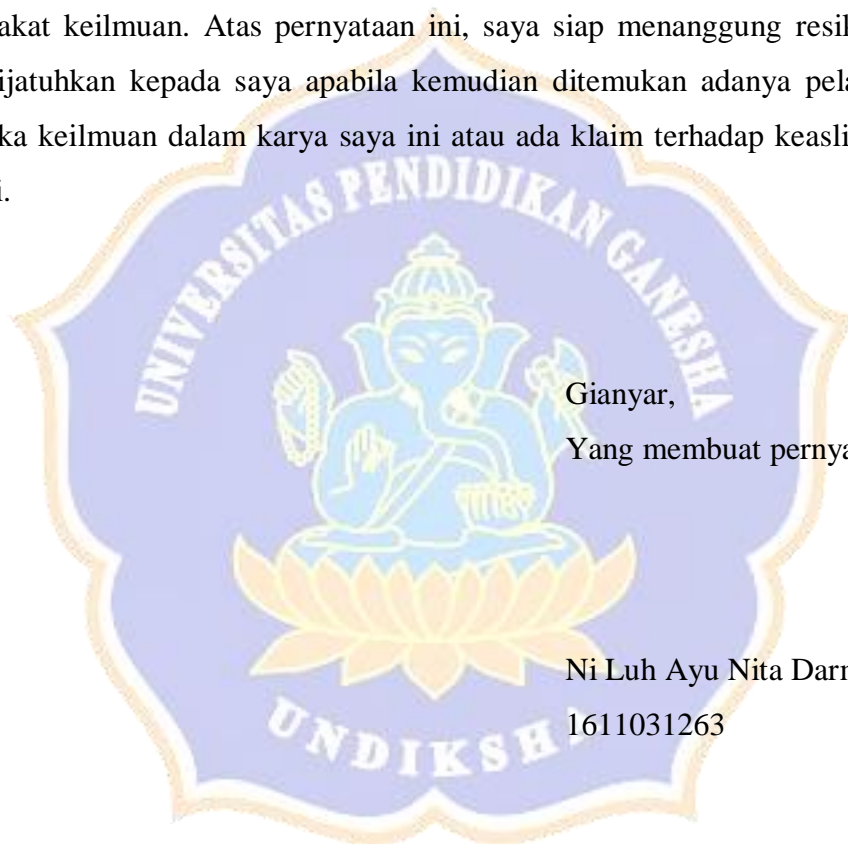 akat keilmuan. Atas pernyataan ini, saya siap menanggung resik
ijatuhkan kepada saya apabila kemudian ditemukan adanya pela
ka keilmuan dalam karya saya ini atau ada klaim terhadap keasli
i.
UNIVERSITAS PENDIDIKAN GANESHA
Gianyar,
Yang membuat pernya
Ni Luh Ayu Nita Darm
1611031263
UNDIKSHA